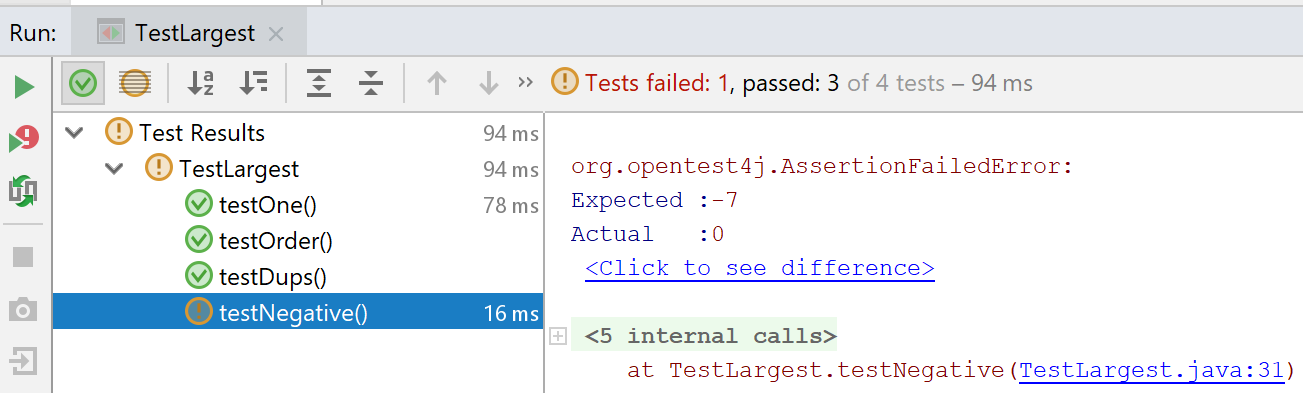 Run: TestLargest
Tests failed: 1, passed: 3 of 4 tests – 94 ms
Test Results 94 ms
TestLargest 94 ms
testOne() 78 ms
testOrder()
testDups()
testNegative() 16 ms
org.opentest4j.AssertionFailedError:
Expected :-7
Actual   :0
<Click to see difference>
<5 internal calls>
at TestLargest.testNegative(TestLargest.java:31)